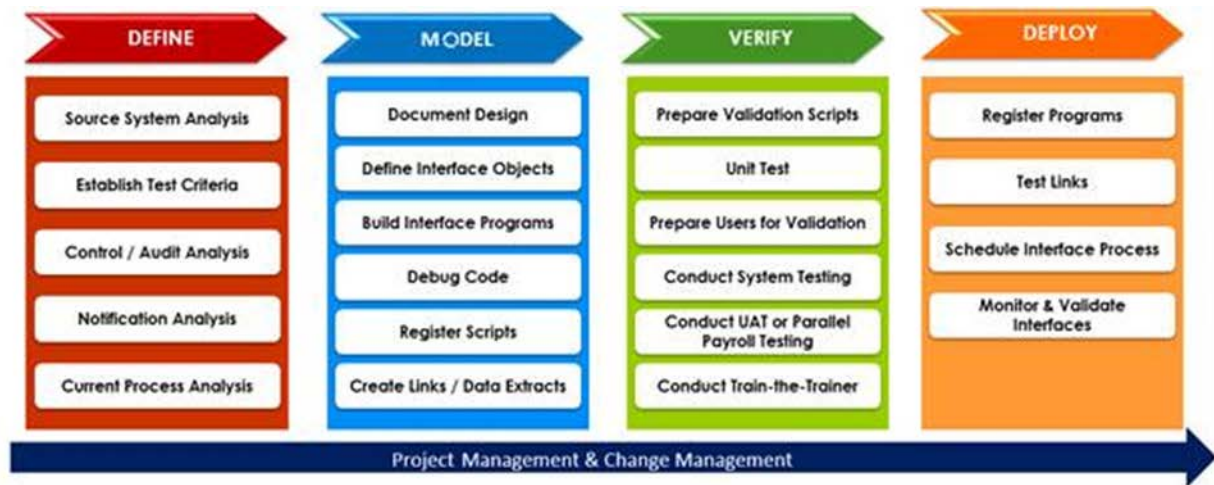 DEFINE
Source System Analysis
Establish Test Criteria
Control / Audit Analysis
Notification Analysis
Current Process Analysis
MODEL
Document Design
Define Interface Objects
Build Interface Programs
Debug Code
Register Scripts
Create Links / Data Extracts
VERIFY
Prepare Validation Scripts
Unit Test
Prepare Users for Validation
Conduct System Testing
Conduct UAT or Parallel
Payroll Testing
Conduct Train-the-Trainer
DEPLOY
Register Programs
Test Links
Schedule Interface Process
Monitor & Validate
Interfaces
Project Management & Change Management